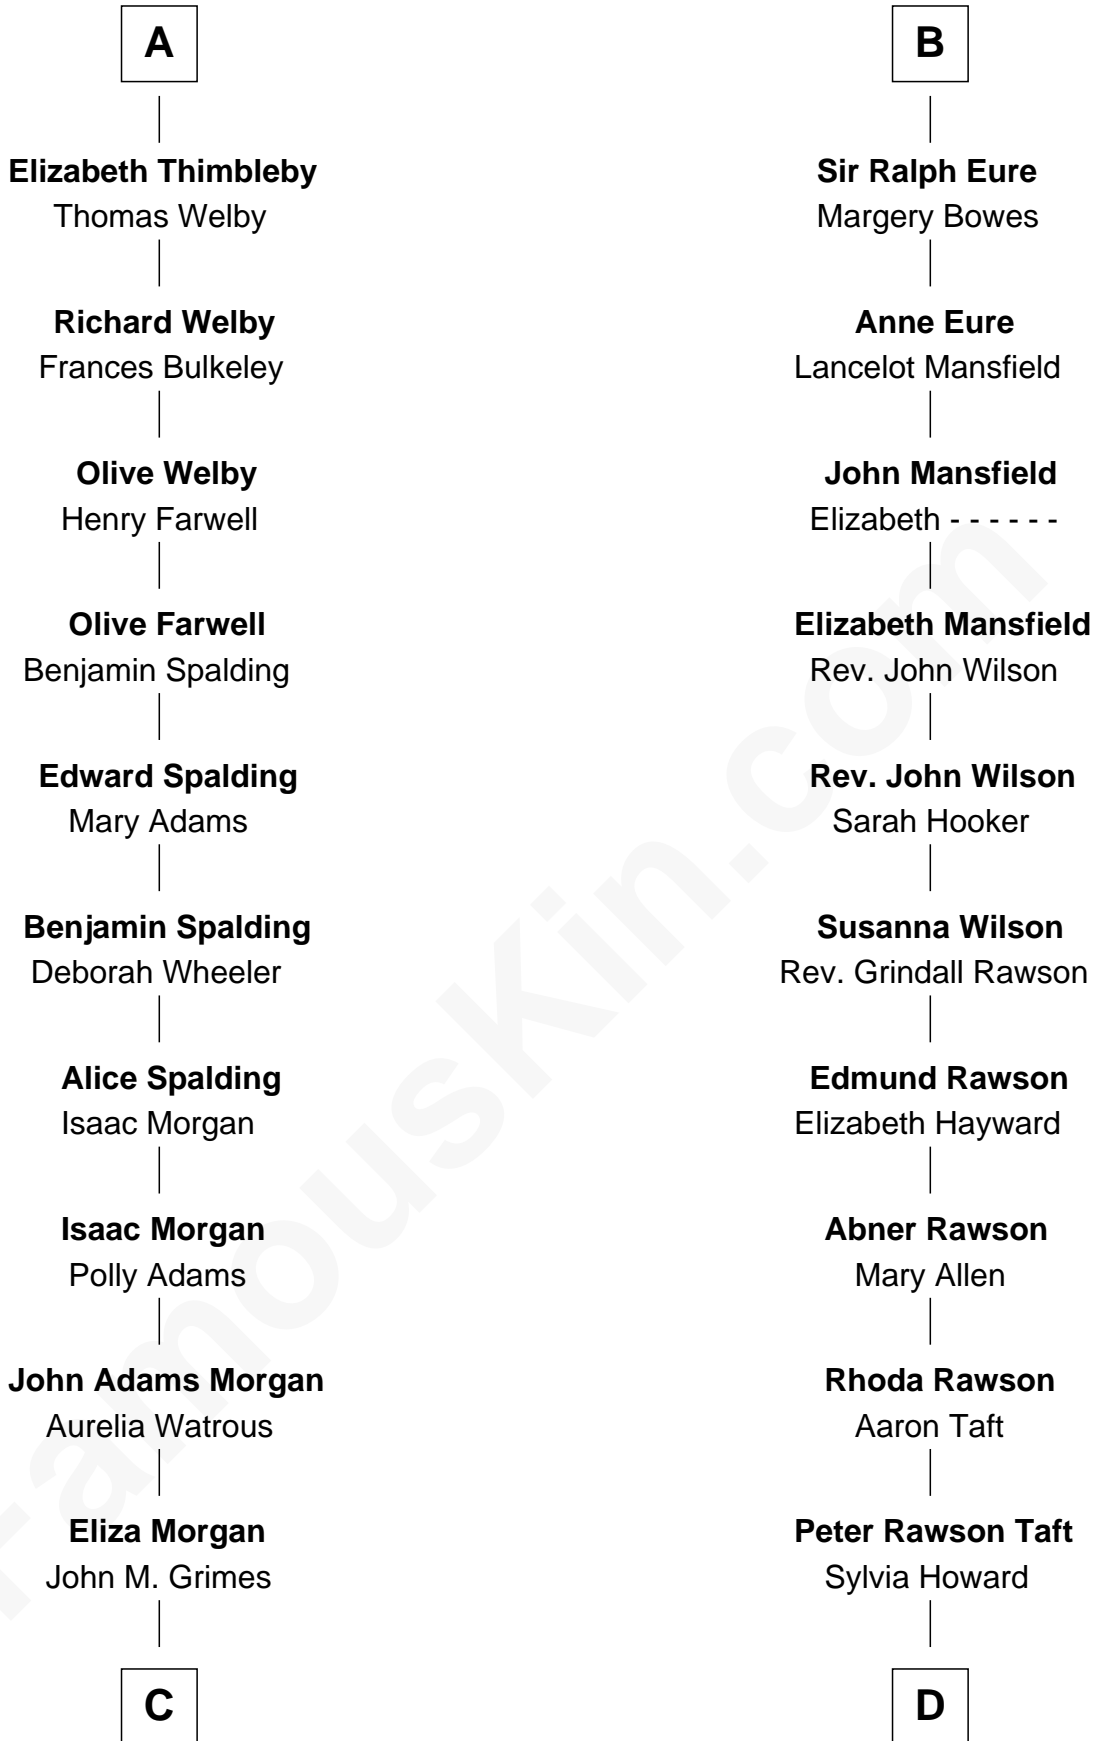 A
Elizabeth Thimbleby
Thomas Welby
Richard Welby
Frances Bulkeley
Olive Welby
Henry Farwell
Olive Farwell
Benjamin Spalding
Edward Spalding
Mary Adams
Benjamin Spalding
Deborah Wheeler
Alice Spalding
Isaac Morgan
Isaac Morgan
Polly Adams
John Adams Morgan
Aurelia Watrous
Eliza Morgan
John M. Grimes
C
B
Sir Ralph Eure
Margery Bowes
Anne Eure
Lancelot Mansfield
John Mansfield
Elizabeth - - - - - -
Elizabeth Mansfield
Rev. John Wilson
Rev. John Wilson
Sarah Hooker
Susanna Wilson
Rev. Grindall Rawson
Edmund Rawson
Elizabeth Hayward
Abner Rawson
Mary Allen
Rhoda Rawson
Aaron Taft
Peter Rawson Taft
Sylvia Howard
D
FamousKin.com